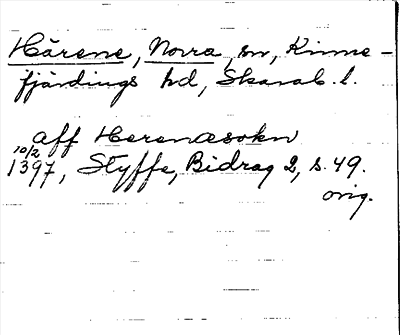 Härene, Norra, sn, Kinne-
fjärdings hd, Skarab. l.
aff Herenæsokn
10/2
1397, Styffe, Bidrag 2, s. 49.
orig.